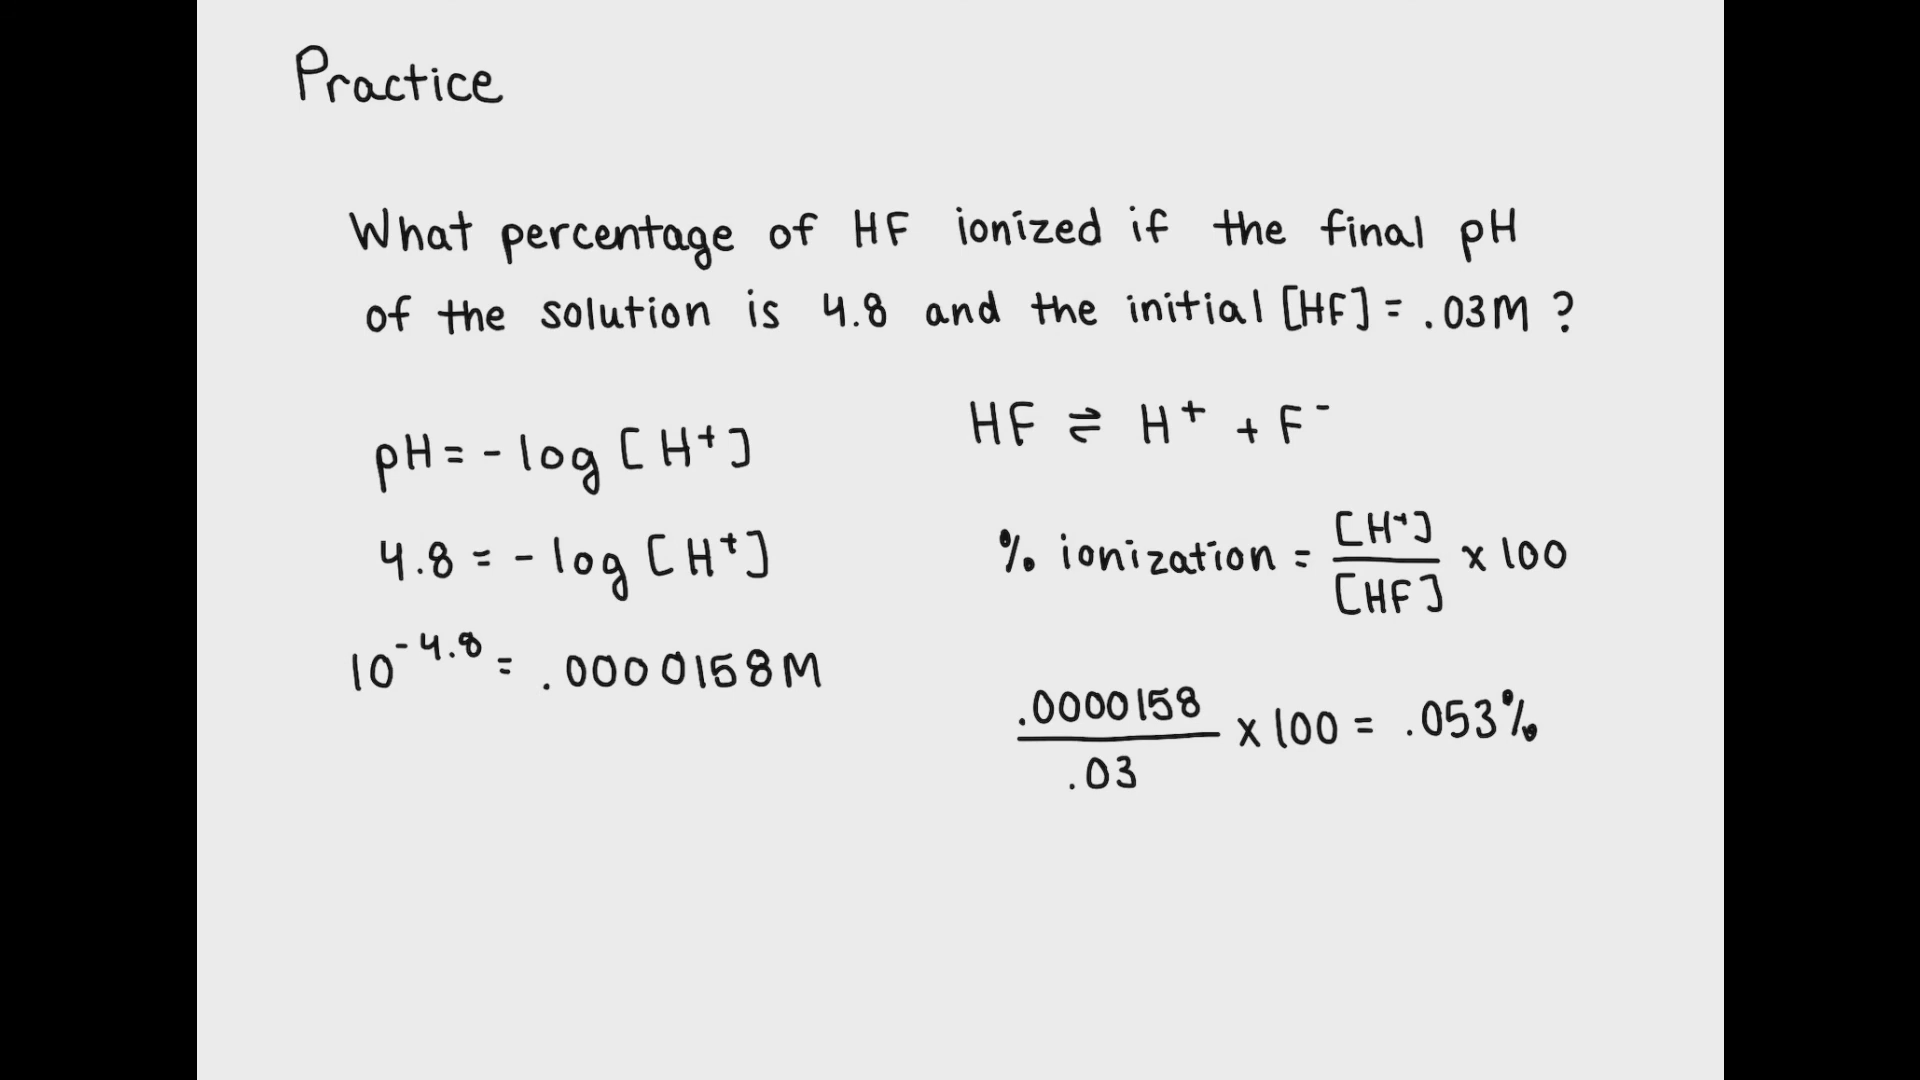 Practice
What percentage of HF ionized if the final pH
of the solution is 4.8 and the initial [HF] = .03M ?
pH = - log [H⁺]
4.8 = - log [H⁺]
10⁻⁴·⁸ = .0000158M
HF ⇌ H⁺ + F⁻
% ionization = [H⁺]/[HF] x 100
.0000158/.03 x 100 = .053%